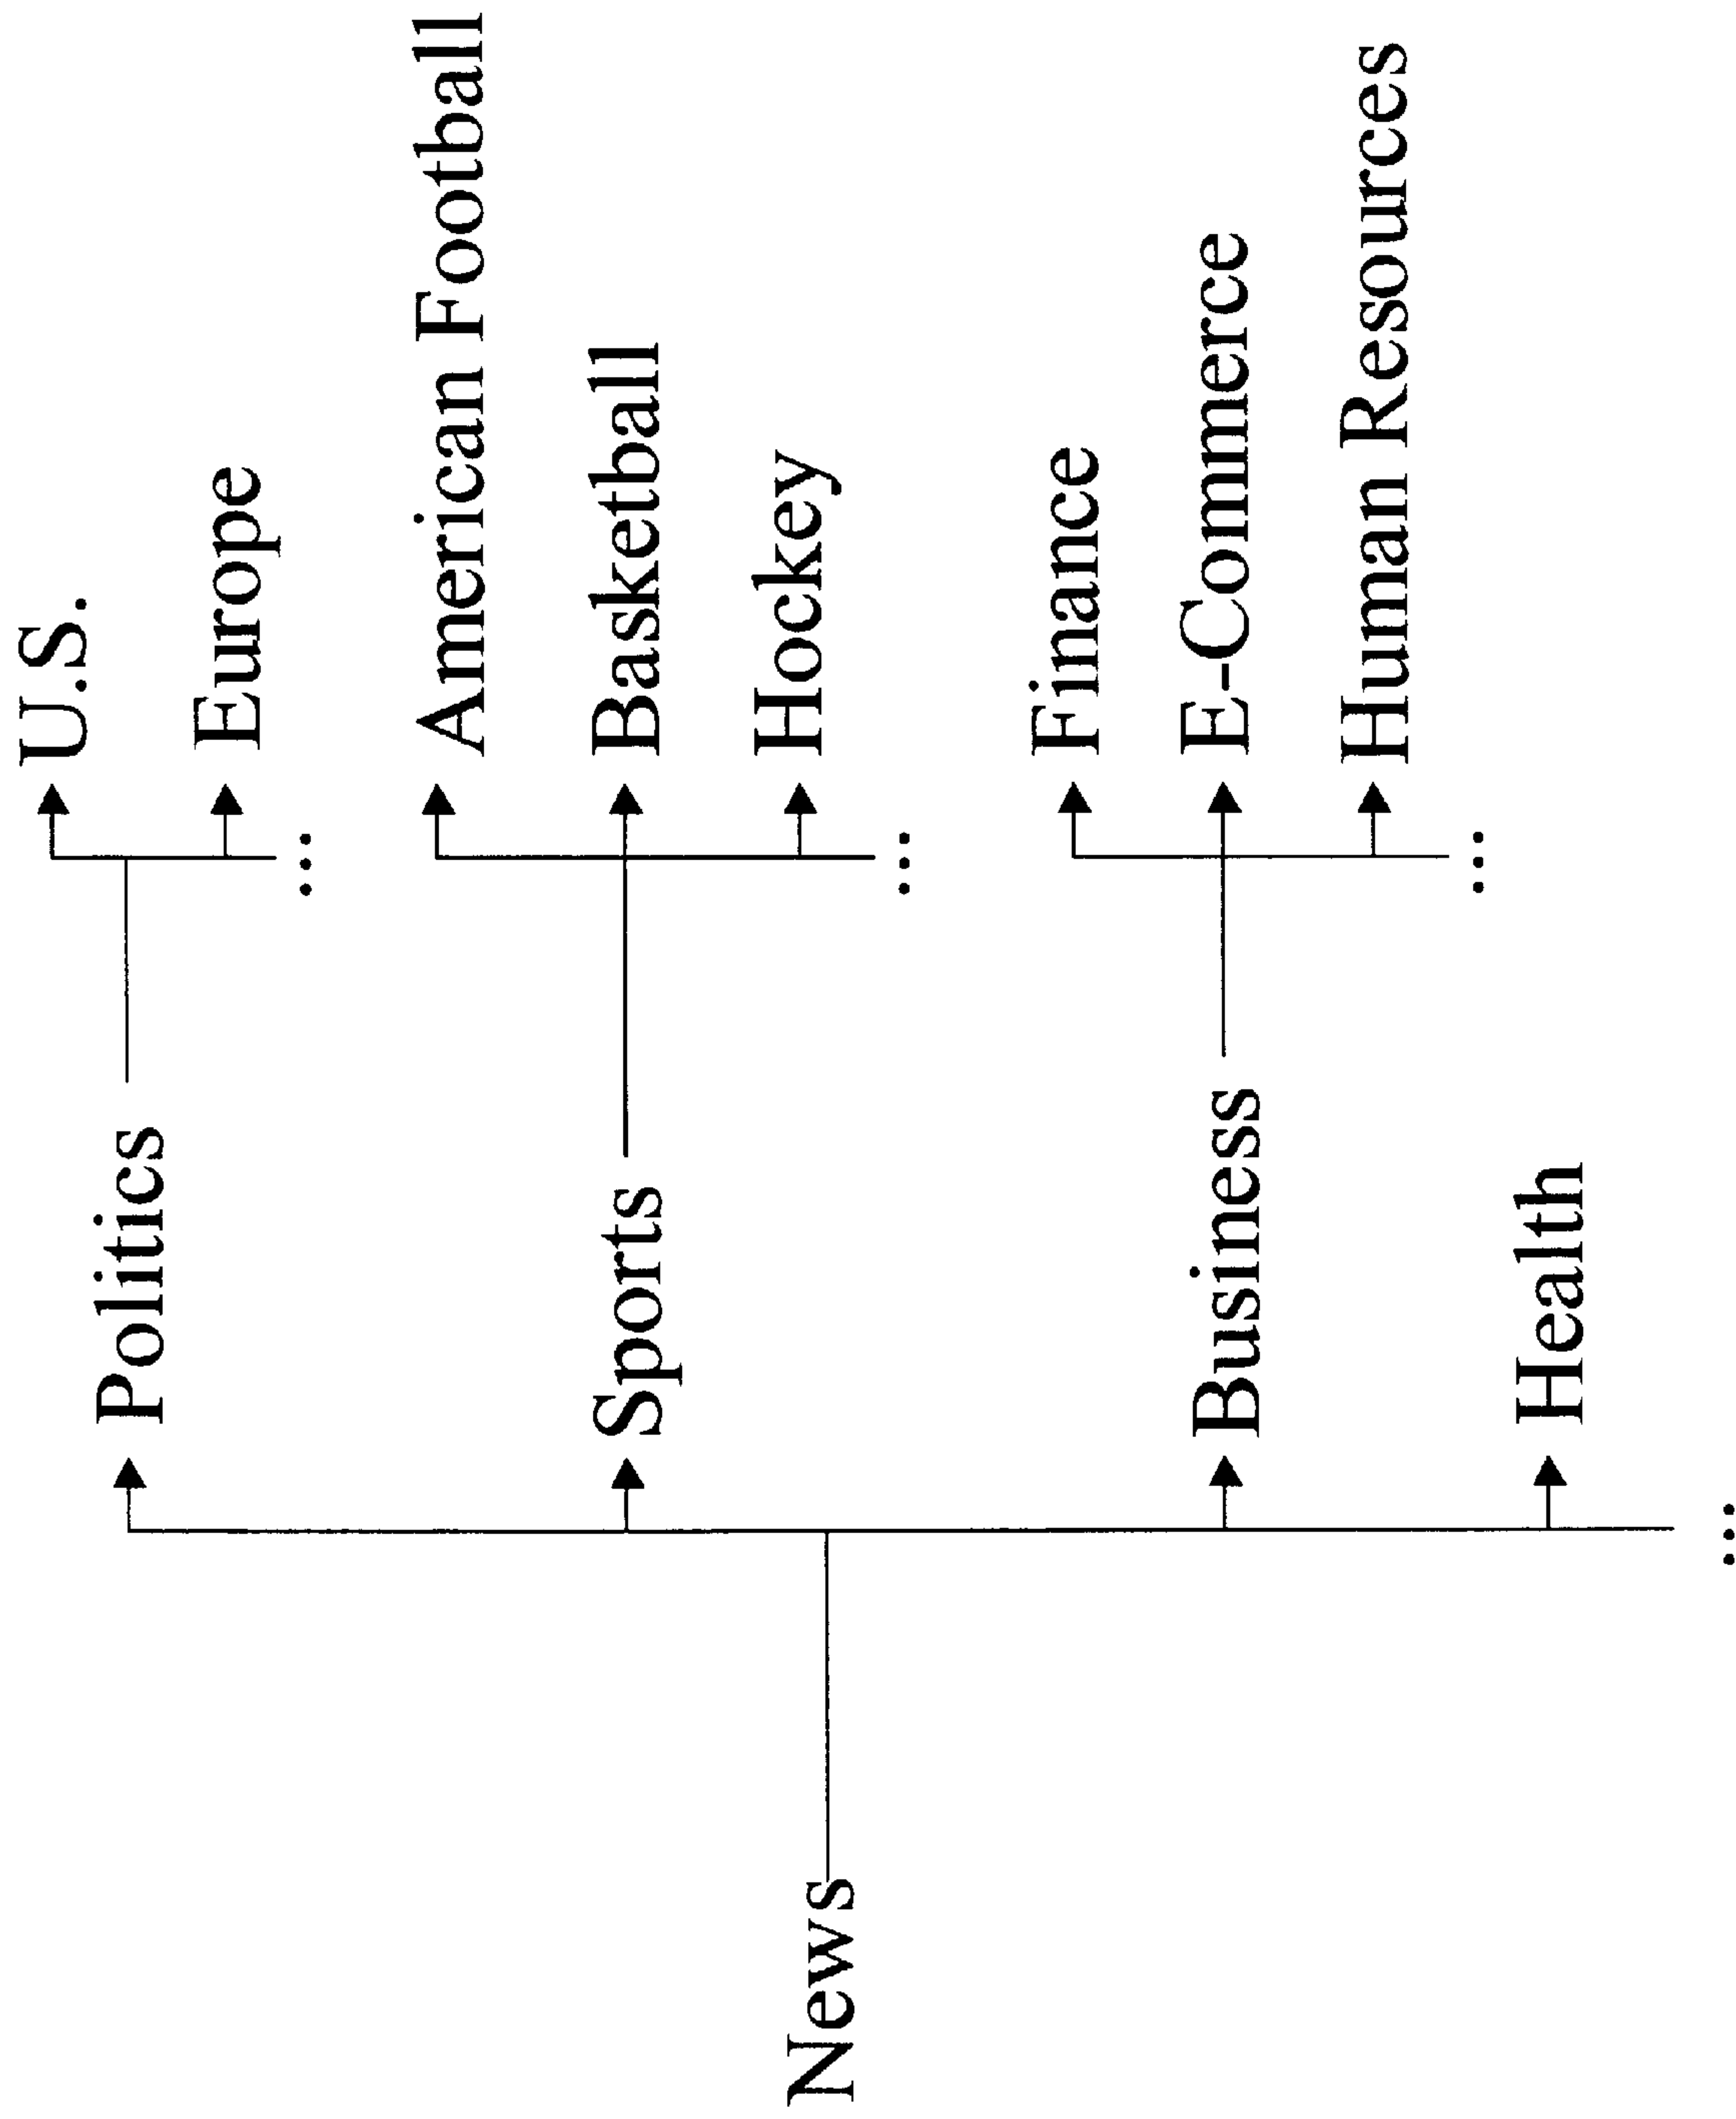 News
Politics
U.S.
Europe
...
Sports
American Football
Basketball
Hockey
...
Business
Finance
E-Commerce
Human Resources
...
Health
...